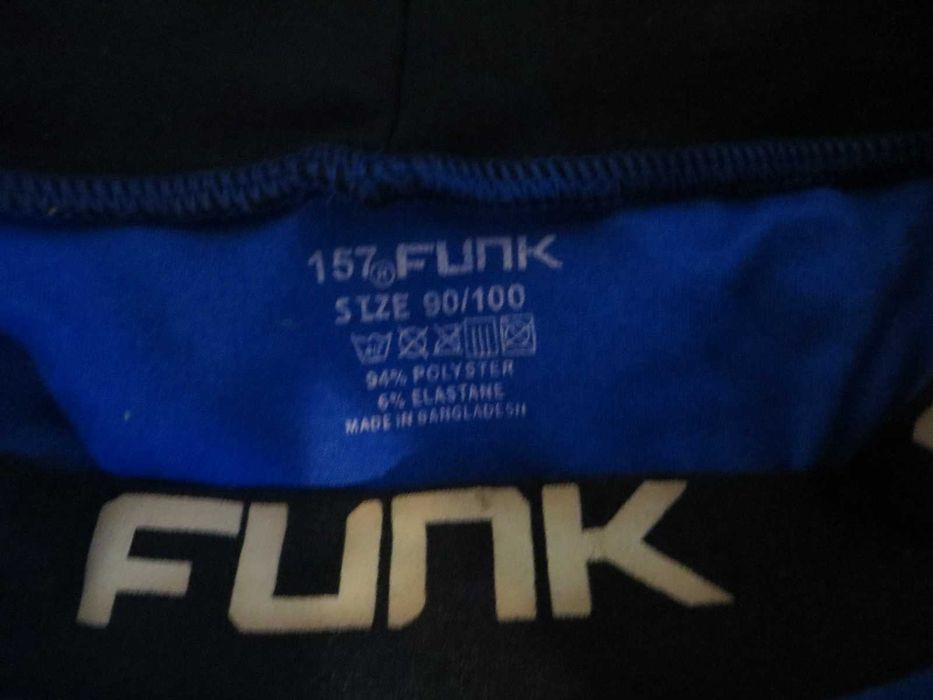 157 FUNK
SIZE 90/100
94% POLYSTER
6% ELASTANE
MADE IN BANGLADESH
FUNK